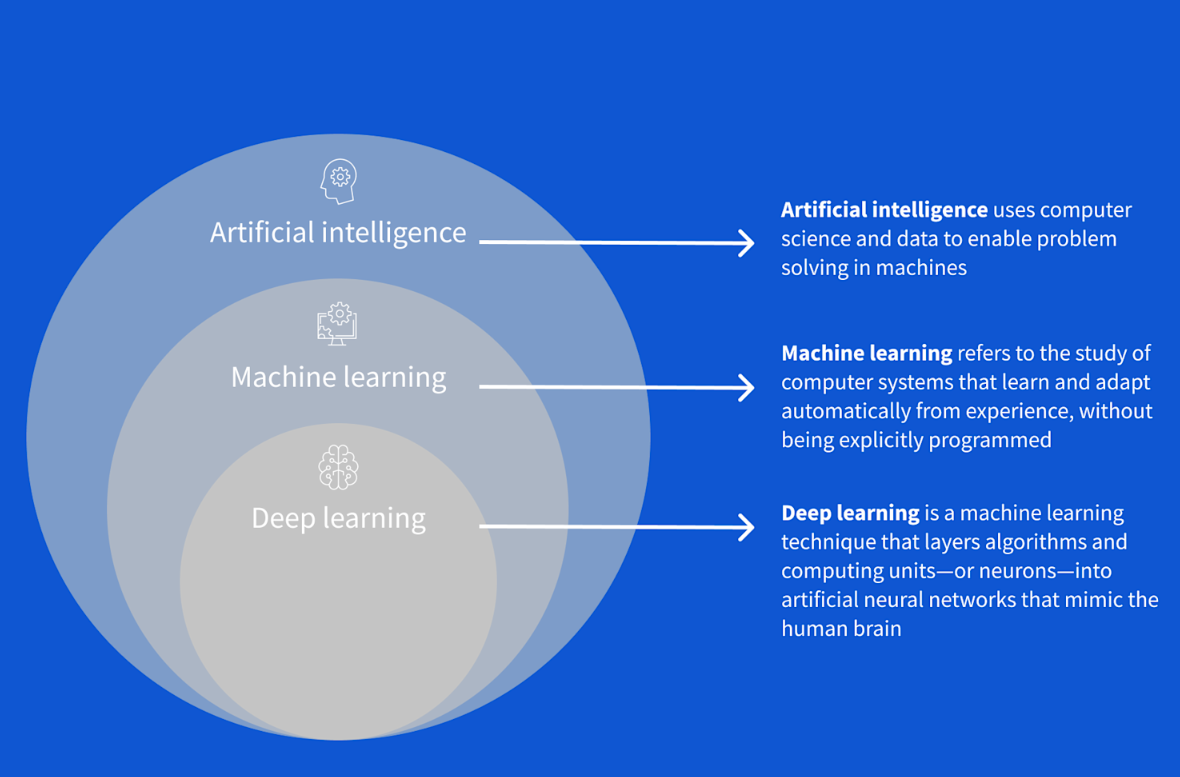 Artificial intelligence
Artificial intelligence uses computer
science and data to enable problem
solving in machines
Machine learning
Machine learning refers to the study of
computer systems that learn and adapt
automatically from experience, without
being explicitly programmed
Deep learning
Deep learning is a machine learning
technique that layers algorithms and
computing units—or neurons—into
artificial neural networks that mimic the
human brain